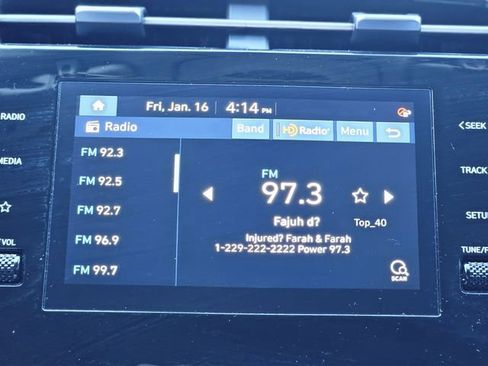 Fri, Jan. 16 4:14 PM
RADIO
Radio Band HD Radio Menu
SEEK
MEDIA
TRACK
SETUP
VOL
TUNE/F
FM 92.3
FM 92.5
FM 92.7
FM 96.9
FM 99.7
FM
97.3
Fajuh d?
Top_40
Injured? Farah & Farah
1-229-222-2222 Power 97.3
SCAN